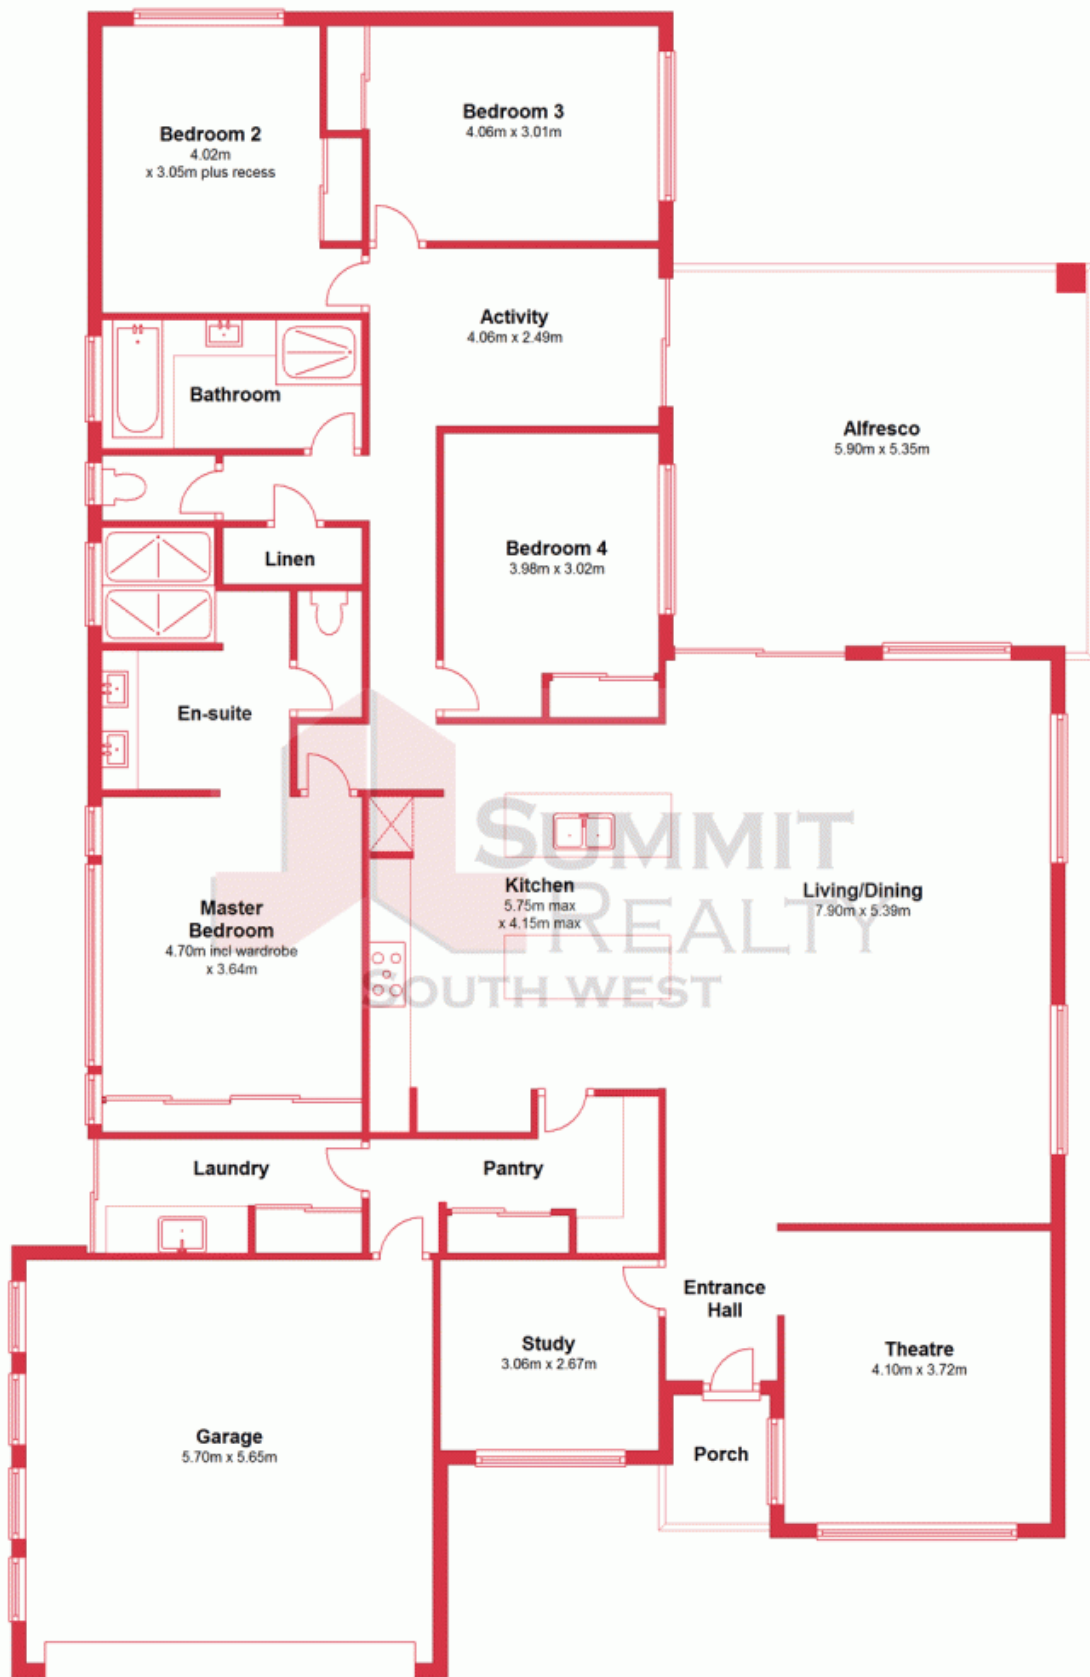 Bedroom 2
4.02m
x 3.05m plus recess
Bedroom 3
4.06m x 3.01m
Activity
4.06m x 2.49m
Bathroom
Alfresco
5.90m x 5.35m
Linen
Bedroom 4
3.98m x 3.02m
En-suite
SUMMIT
REALTY
SOUTH WEST
Kitchen
5.75m max
x 4.15m max
Living/Dining
7.90m x 5.39m
Master
Bedroom
4.70m incl wardrobe
x 3.64m
Laundry
Pantry
Entrance
Hall
Study
3.06m x 2.67m
Theatre
4.10m x 3.72m
Garage
5.70m x 5.65m
Porch